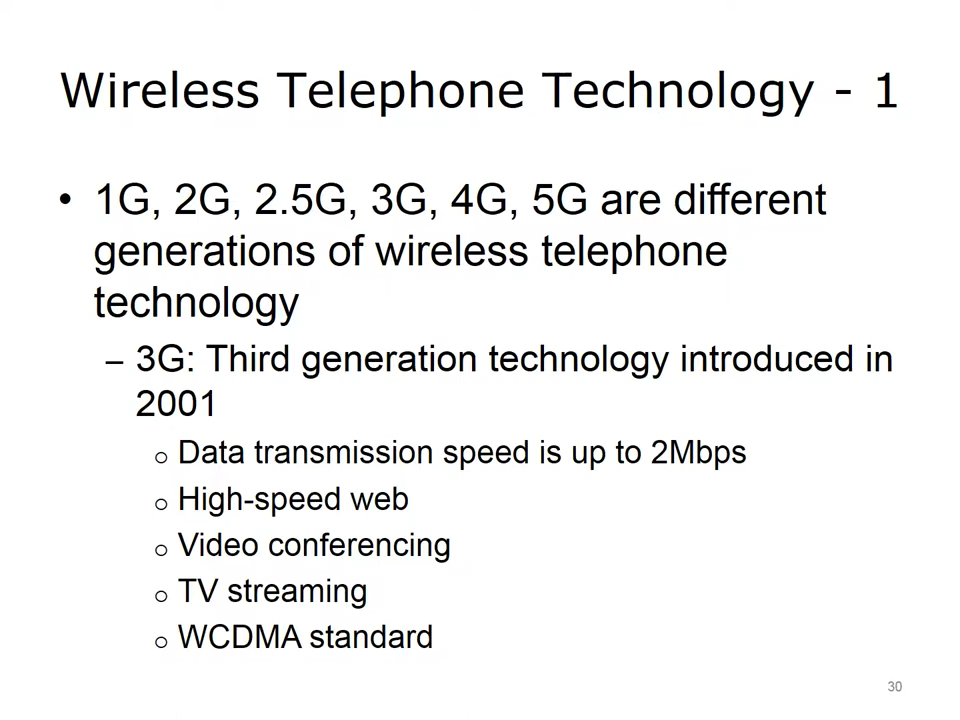 Wireless Telephone Technology - 1
• 1G, 2G, 2.5G, 3G, 4G, 5G are different
generations of wireless telephone
technology
– 3G: Third generation technology introduced in
2001
o Data transmission speed is up to 2Mbps
o High-speed web
o Video conferencing
o TV streaming
o WCDMA standard
30